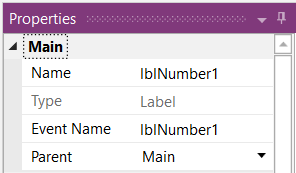 Properties
Main
Name lblNumber1
Type Label
Event Name lblNumber1
Parent Main